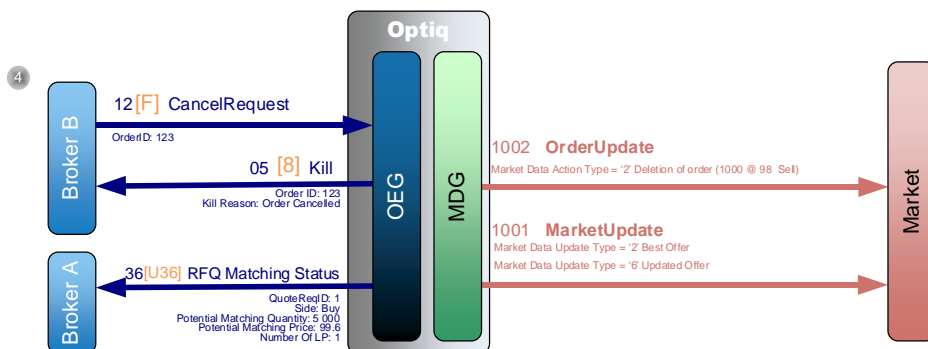 Optiq
4
12 [F] CancelRequest
OrderID: 123
Broker B
05 [8] Kill
Order ID: 123
Kill Reason: Order Cancelled
OEG
MDG
1002 OrderUpdate
Market Data Action Type = '2' Deletion of order (1000 @ 98 Sell)
Market
1001 MarketUpdate
Market Data Update Type = '2' Best Offer
Market Data Update Type = '6' Updated Offer
Broker A
36 [U36] RFQ Matching Status
QuoteReqID: 1
Side: Buy
Potential Matching Quantity: 5 000
Potential Matching Price: 99.6
Number Of LP: 1